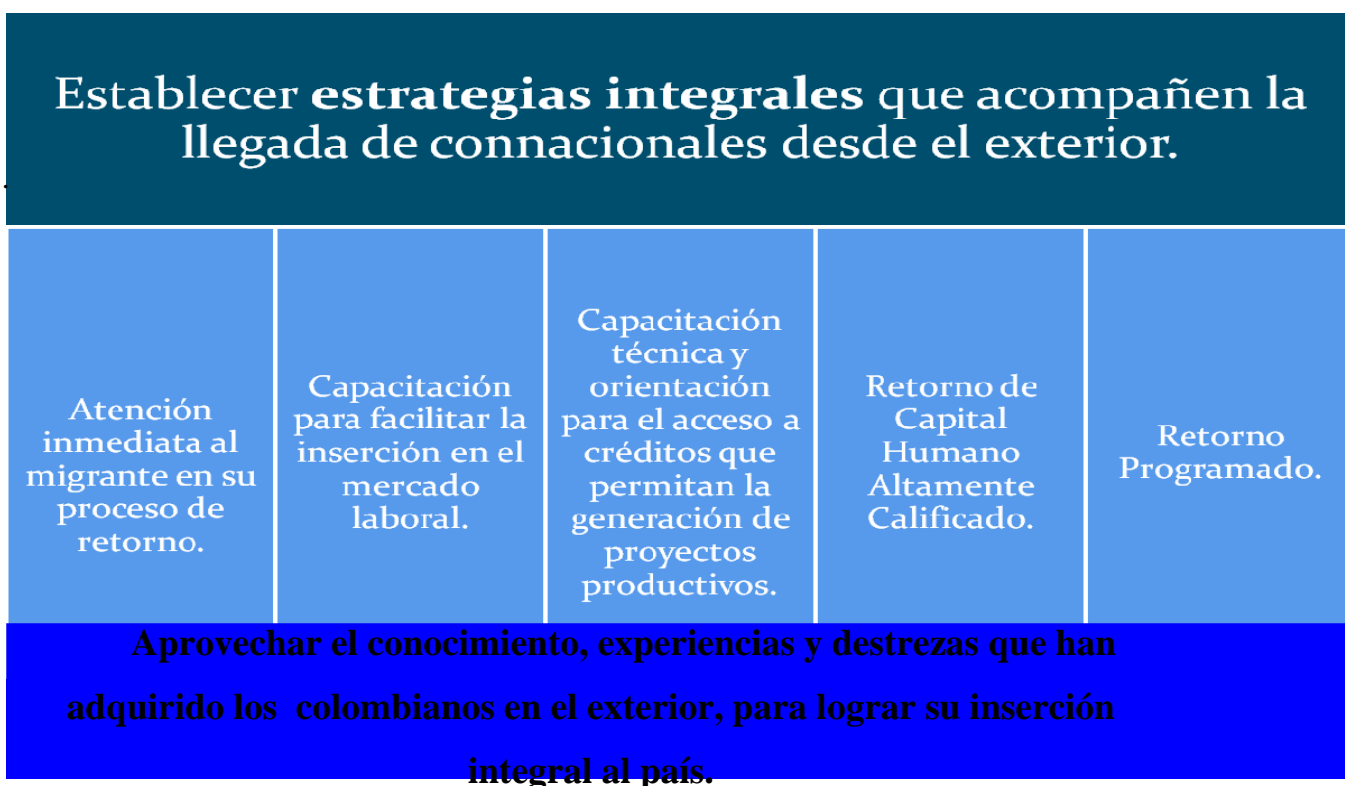 Establecer estrategias integrales que acompañen la
llegada de connacionales desde el exterior.
Atención
inmediata al
migrante en su
proceso de
retorno.
Capacitación
para facilitar la
inserción en el
mercado
laboral.
Capacitación
técnica y
orientación
para el acceso a
créditos que
permitan la
generación de
proyectos
productivos.
Retorno de
Capital
Humano
Altamente
Calificado.
Retorno
Programado.
Aprovechar el conocimiento, experiencias y destrezas que han
adquirido los colombianos en el exterior, para lograr su inserción
integral al país.